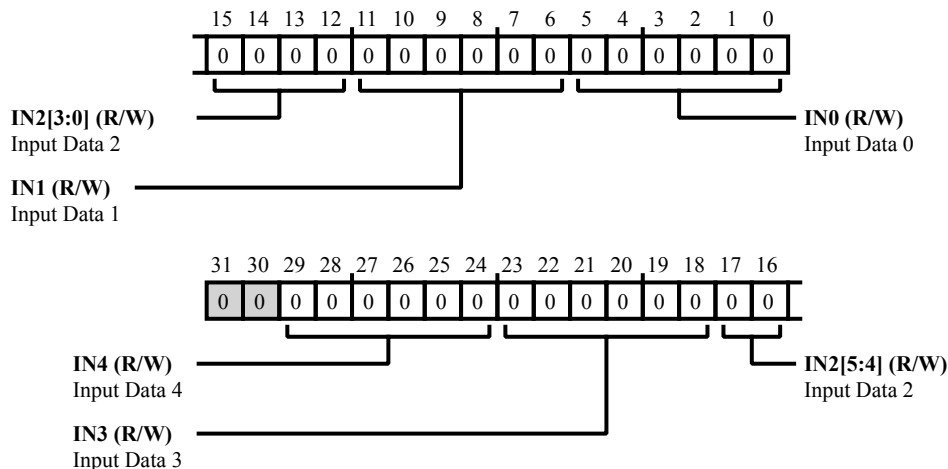 15 14 13 12 11 10 9 8 7 6 5 4 3 2 1 0
0 0 0 0 0 0 0 0 0 0 0 0 0 0 0 0
IN2[3:0] (R/W)
Input Data 2
IN0 (R/W)
Input Data 0
IN1 (R/W)
Input Data 1
31 30 29 28 27 26 25 24 23 22 21 20 19 18 17 16
0 0 0 0 0 0 0 0 0 0 0 0 0 0 0 0
IN4 (R/W)
Input Data 4
IN2[5:4] (R/W)
Input Data 2
IN3 (R/W)
Input Data 3